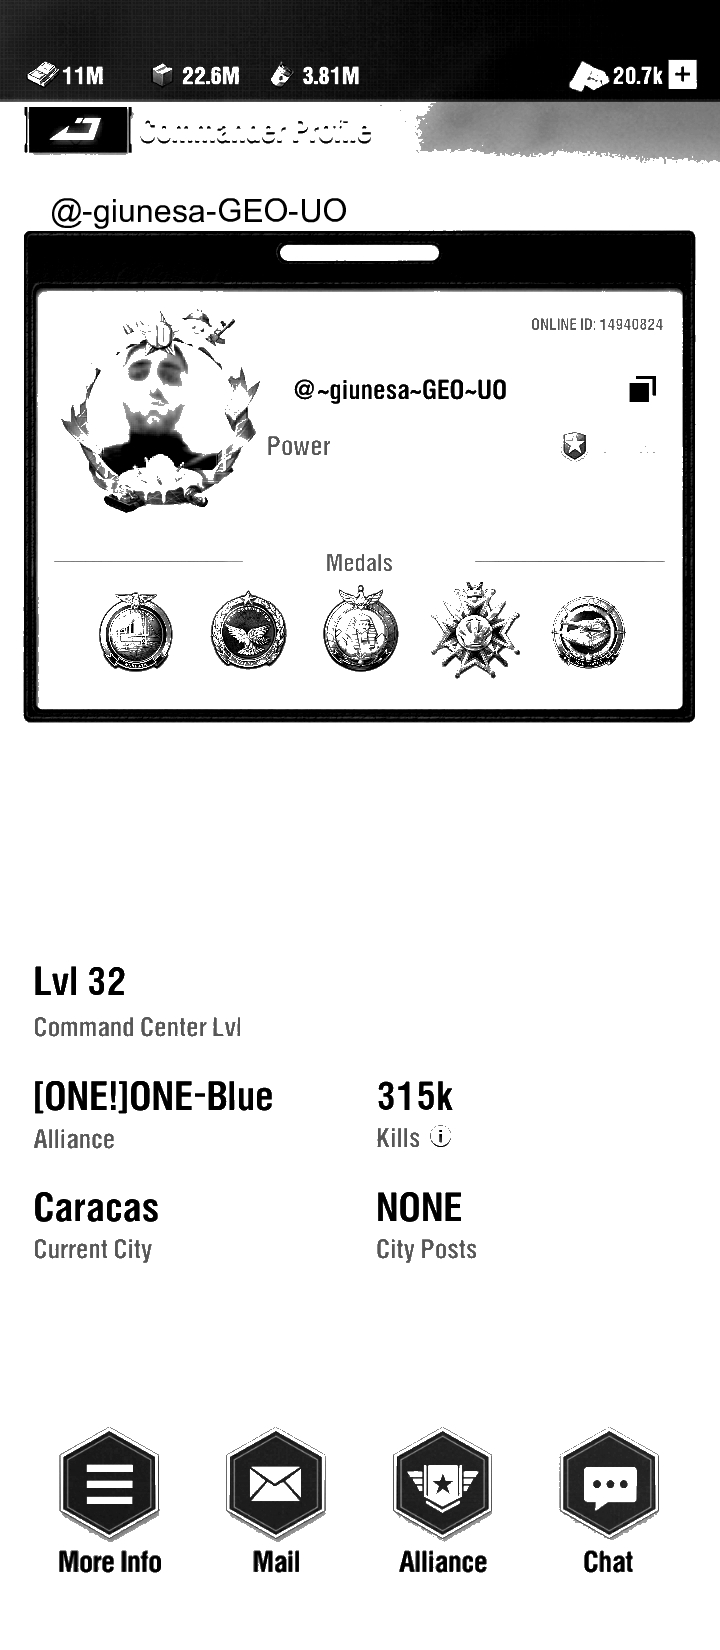 11M 22.6M 3.81M 20.7k +
Commander Profile
@-giunesa-GEO-UO
ONLINE ID: 14940824
@~giunesa~GEO~UO
Power
Medals
Lvl 32
Command Center Lvl
[ONE!]ONE-Blue 315k
Alliance Kills
Caracas NONE
Current City City Posts
More Info Mail Alliance Chat